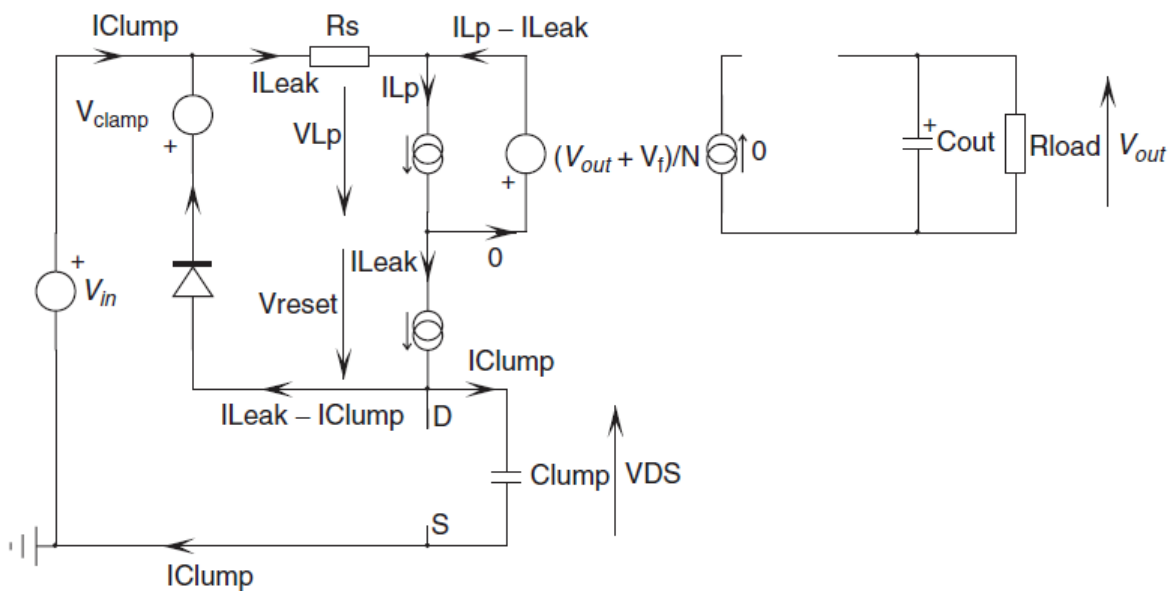 IClump
Rs
ILp – ILeak
ILeak
ILp
Vclamp
+
VLp
(Vout + Vf)/N
+
0
+
Cout
Rload
Vout
0
ILeak
+
Vin
Vreset
IClump
ILeak – IClump
D
Clump
VDS
S
IClump